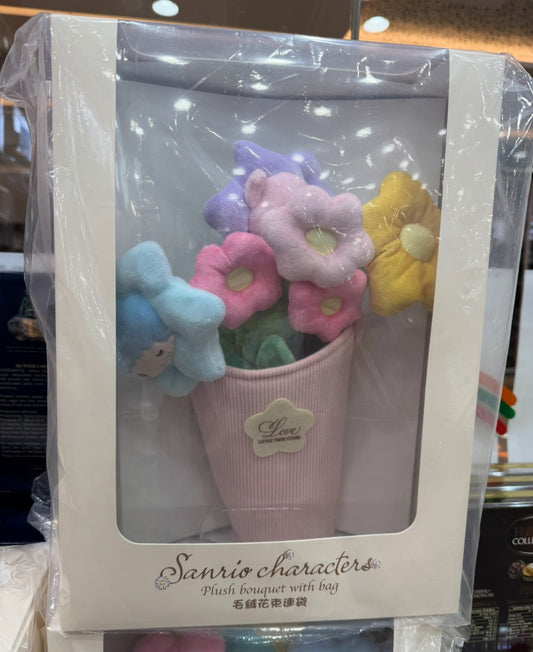 Love
LITTLE TWIN STARS
Sanrio characters
Plush bouquet with bag
毛絨花束連袋